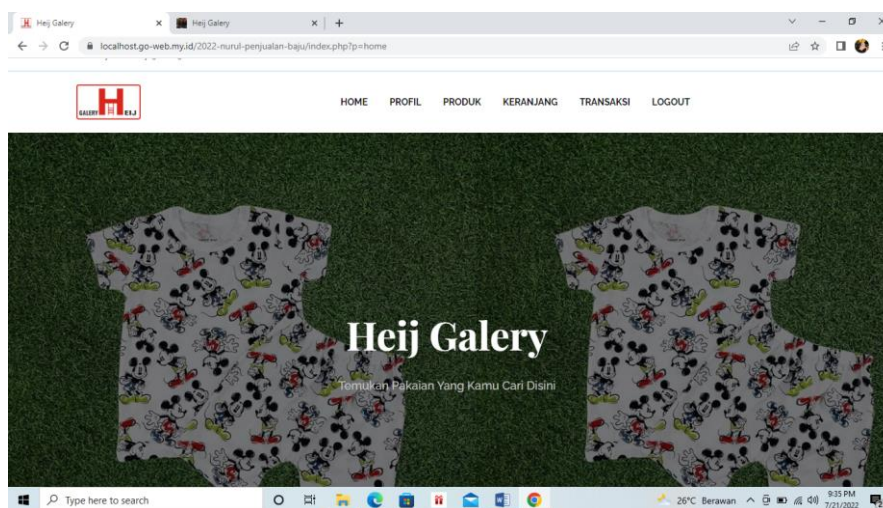 Heij Galery
Heij Galery
localhost.go-web.my.id/2022-nurul-penjualan-baju/index.php?p=home
GALERY H HEIJ
HOME PROFIL PRODUK KERANJANG TRANSAKSI LOGOUT
Heij Galery
Temukan Pakaian Yang Kamu Cari Disini
Type here to search
26°C Berawan
9:35 PM
7/21/2022